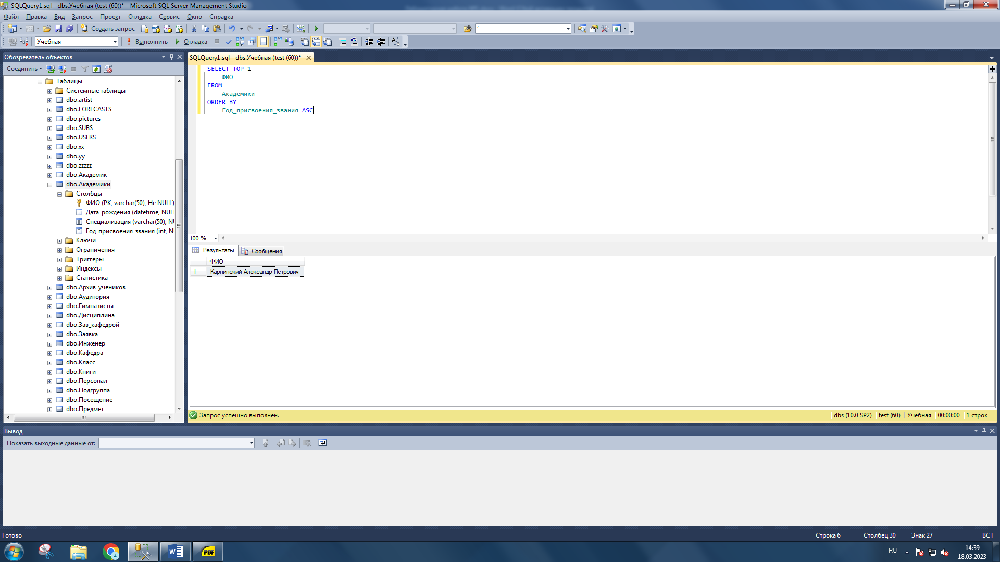 SQLQuery1.sql - dbs.Учебная (test (60))* - Microsoft SQL Server Management Studio
Файл Правка Вид Запрос Проект Отладка Сервис Окно Справка
Создать запрос '
Учебная Выполнить Отладка
Обозреватель объектов
Соединить
Таблицы
Системные таблицы
dbo.artist
dbo.FORECASTS
dbo.pictures
dbo.SUBS
dbo.USERS
dbo.xx
dbo.yy
dbo.zzzzz
dbo.Академик
dbo.Академики
Столбцы
ФИО (PK, varchar(50), Не NULL)
Дата_рождения (datetime, NULL
Специализация (varchar(50), NU
Год_присвоения_звания (int, NU
Ключи
Ограничения
Триггеры
Индексы
Статистика
dbo.Архив_учеников
dbo.Аудитория
dbo.Гимназисты
dbo.Дисциплина
dbo.Зав_кафедрой
dbo.Заявка
dbo.Инженер
dbo.Кафедра
dbo.Класс
dbo.Книги
dbo.Персонал
dbo.Подгруппа
dbo.Посещение
dbo.Предмет
SQLQuery1.sql - dbs.Учебная (test (60))*
SELECT TOP 1
ФИО
FROM
Академики
ORDER BY
Год_присвоения_звания ASC
100 %
Результаты Сообщения
ФИО
1 Карпинский Александр Петрович
Запрос успешно выполнен. dbs (10.0 SP2) test (60) Учебная 00:00:00 1 строк
Вывод
Показать выходные данные от:
Готово Строка 6 Столбец 30 Знак 27 ВСТ
W PDF RU 14:39
18.03.2023